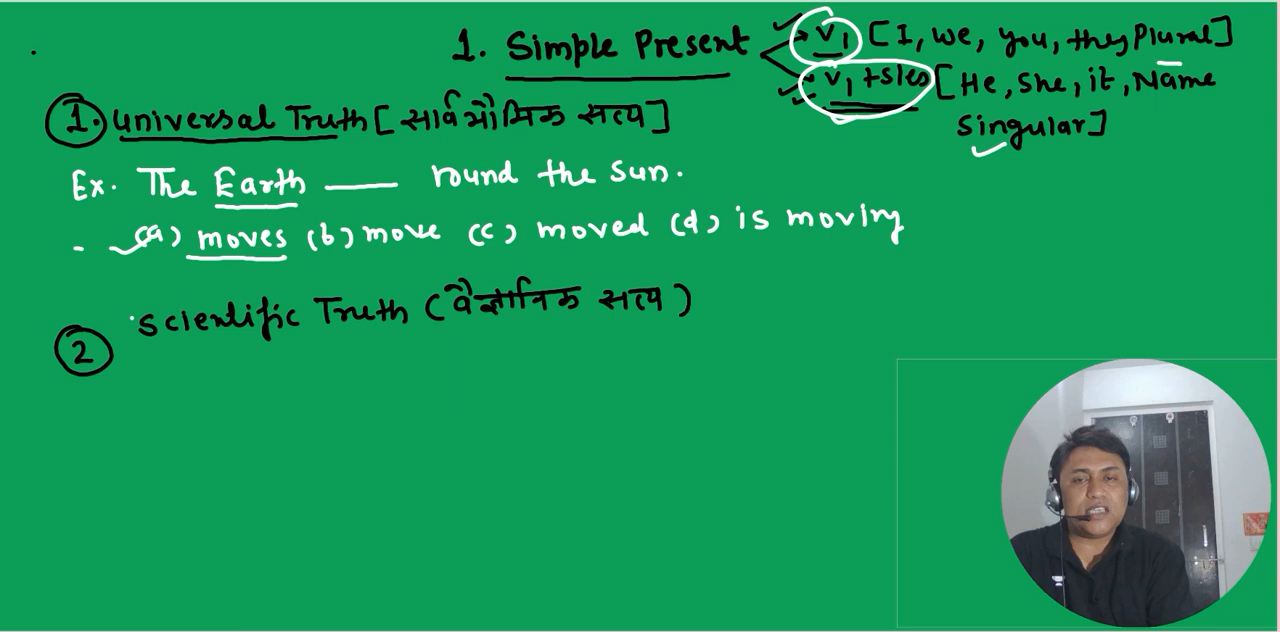 1. Simple Present
V1 [I, we, you, they Plural]
V1 + s/es [He, She, it, Name
Singular]
1. universal Truth [सार्वभौमिक सत्य]
Ex. The Earth ___ round the sun.
(a) moves (b) move (c) moved (d) is moving
2 Scientific Truth (वैज्ञानिक सत्य)